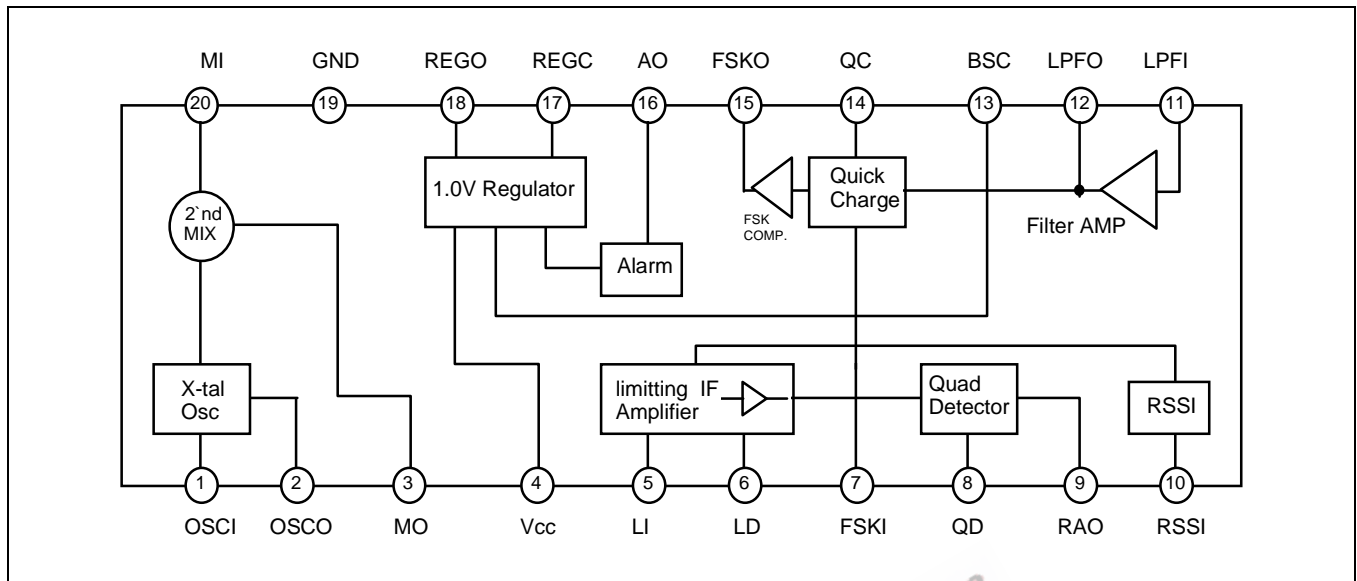 MI GND REGO REGC AO FSKO QC BSC LPFO LPFI
20 19 18 17 16 15 14 13 12 11
1.0V Regulator
Quick
Charge
2`nd
MIX
FSK
COMP.
Filter AMP
Alarm
X-tal
Osc
limitting IF
Amplifier
Quad
Detector
RSSI
1 2 3 4 5 6 7 8 9 10
OSCI OSCO MO Vcc LI LD FSKI QD RAO RSSI